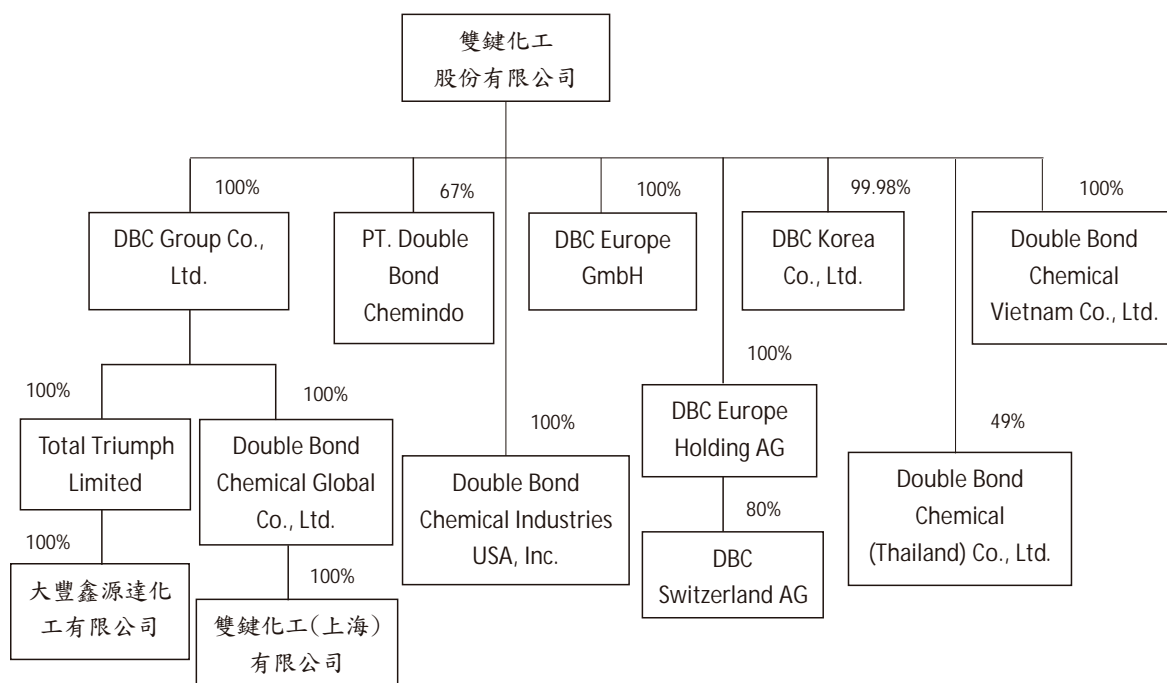 雙鍵化工
股份有限公司
100%
67%
100%
99.98%
100%
DBC Group Co.,
Ltd.
PT. Double
Bond
Chemindo
DBC Europe
GmbH
DBC Korea
Co., Ltd.
Double Bond
Chemical
Vietnam Co., Ltd.
100%
100%
100%
100%
49%
Total Triumph
Limited
Double Bond
Chemical Global
Co., Ltd.
Double Bond
Chemical Industries
USA, Inc.
DBC Europe
Holding AG
Double Bond
Chemical
(Thailand) Co., Ltd.
100%
100%
80%
大豐鑫源達化
工有限公司
雙鍵化工(上海)
有限公司
DBC
Switzerland AG